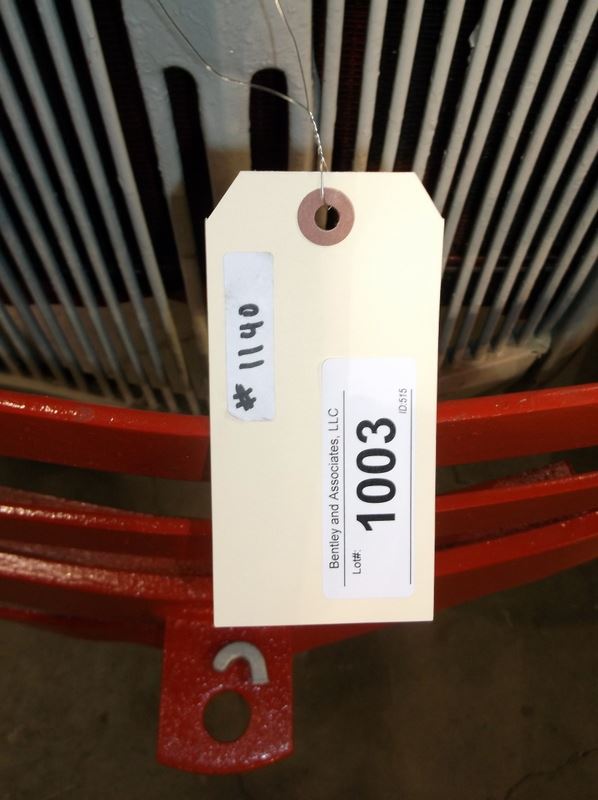 # 1140
Bentley and Associates, LLC
Lot#:
1003
ID:515